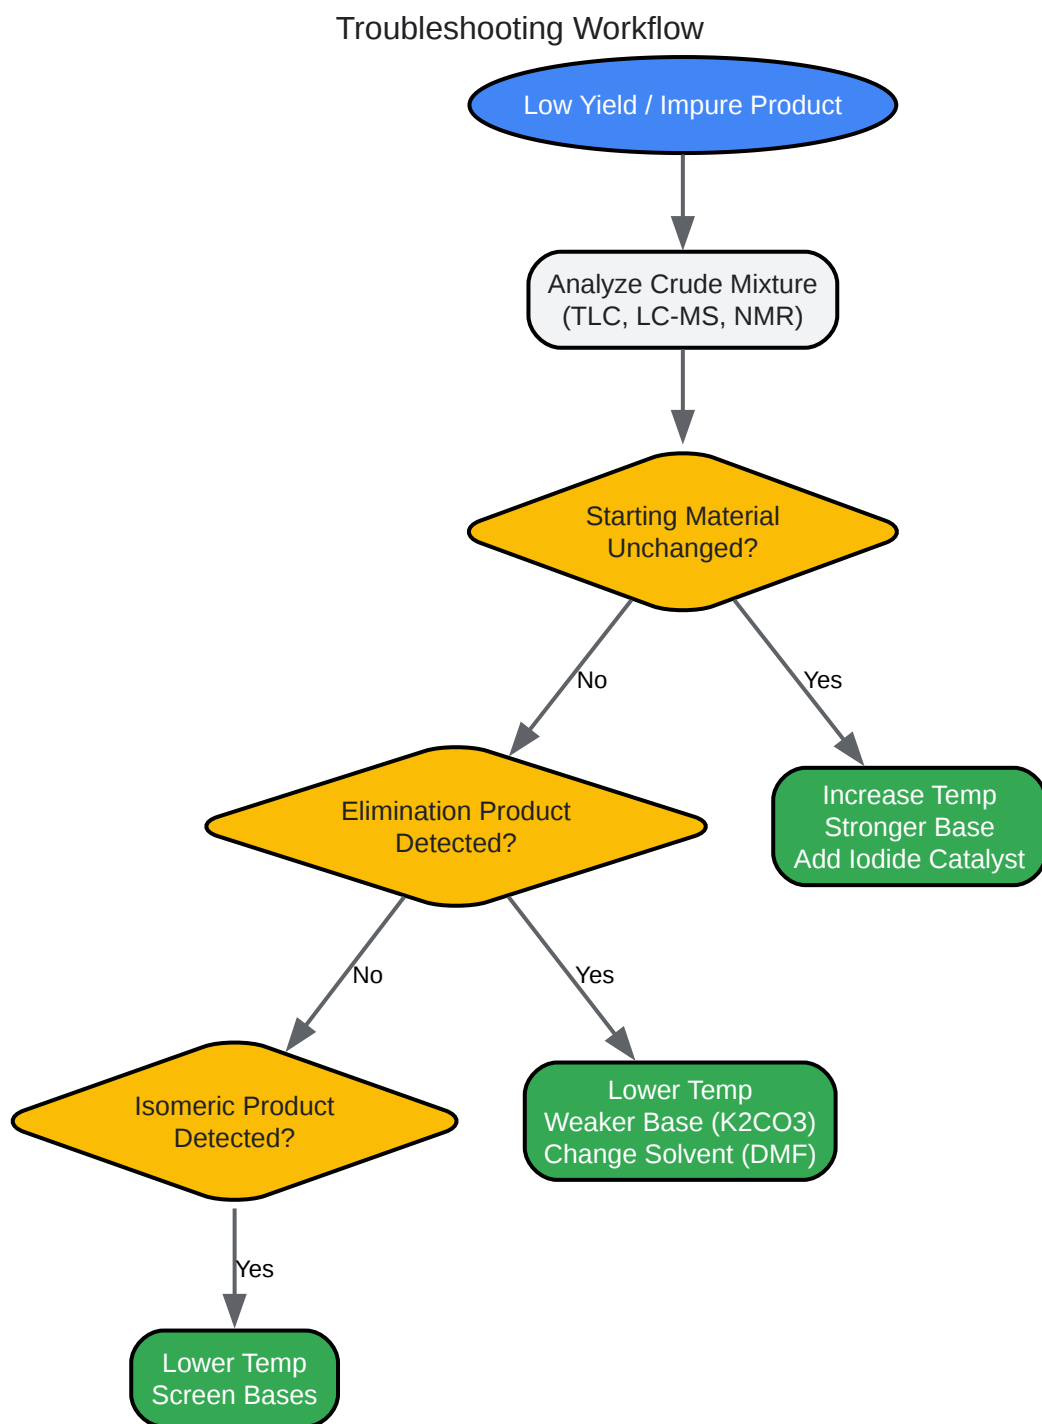 Troubleshooting Workflow
Low Yield / Impure Product
Analyze Crude Mixture
(TLC, LC-MS, NMR)
Starting Material
Unchanged?
No
Yes
Elimination Product
Detected?
Increase Temp
Stronger Base
Add Iodide Catalyst
No
Yes
Isomeric Product
Detected?
Lower Temp
Weaker Base (K2CO3)
Change Solvent (DMF)
Yes
Lower Temp
Screen Bases